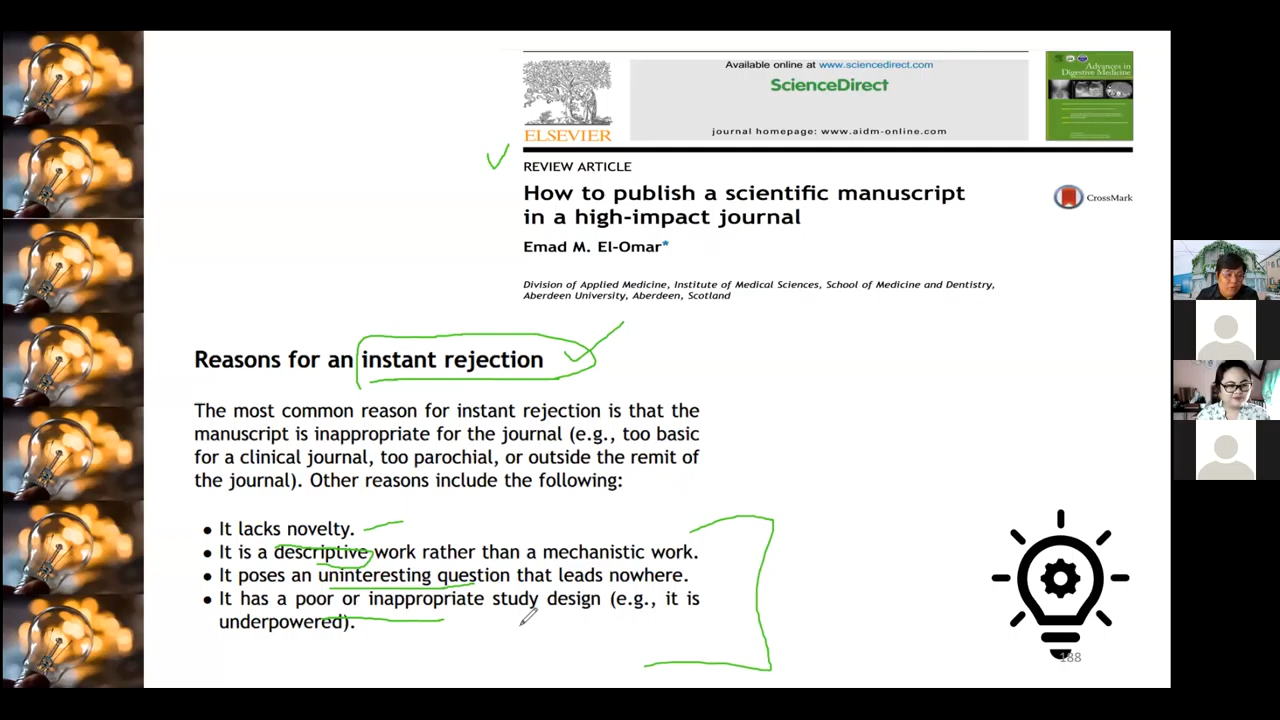 Available online at www.sciencedirect.com
ScienceDirect
journal homepage: www.aidm-online.com
ELSEVIER
Advances in
Digestive Medicine
REVIEW ARTICLE
How to publish a scientific manuscript
in a high-impact journal
CrossMark
Emad M. El-Omar*
Division of Applied Medicine, Institute of Medical Sciences, School of Medicine and Dentistry,
Aberdeen University, Aberdeen, Scotland
Reasons for an instant rejection
The most common reason for instant rejection is that the
manuscript is inappropriate for the journal (e.g., too basic
for a clinical journal, too parochial, or outside the remit of
the journal). Other reasons include the following:
• It lacks novelty.
• It is a descriptive work rather than a mechanistic work.
• It poses an uninteresting question that leads nowhere.
• It has a poor or inappropriate study design (e.g., it is
underpowered).
188